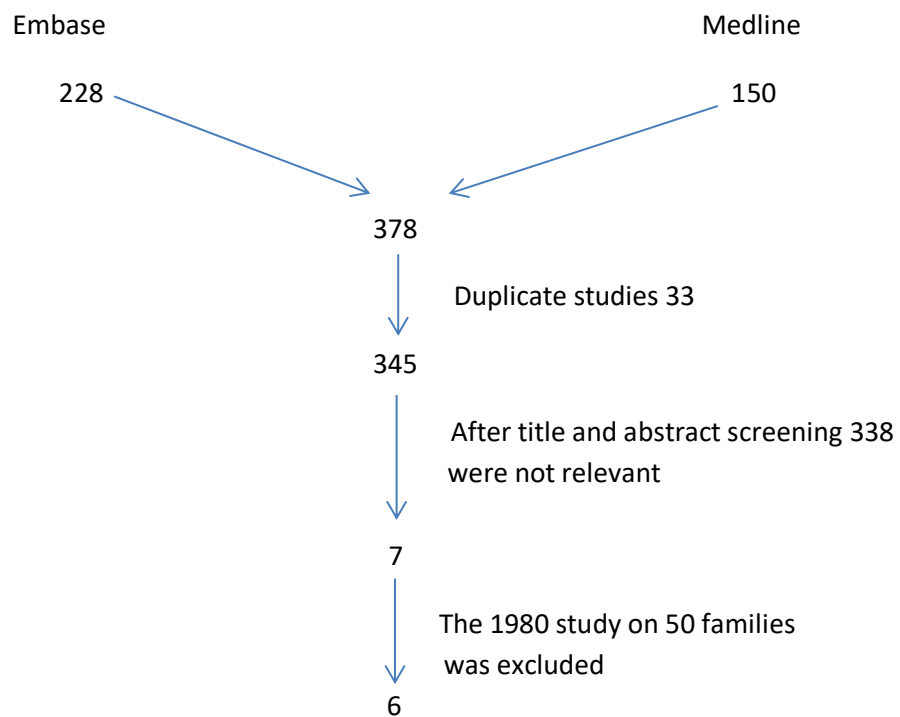 Embase
Medline
228
150
378
Duplicate studies 33
345
After title and abstract screening 338
were not relevant
7
The 1980 study on 50 families
was excluded
6